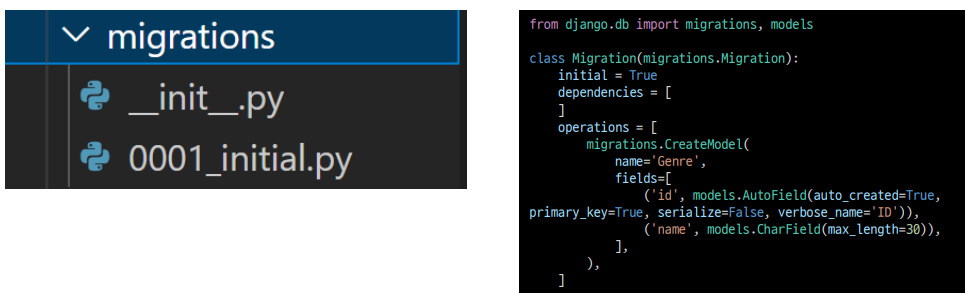 migrations
__init__.py
0001_initial.py
from django.db import migrations, models
class Migration(migrations.Migration):
    initial = True
    dependencies = [
    ]
    operations = [
        migrations.CreateModel(
            name='Genre',
            fields=[
                ('id', models.AutoField(auto_created=True,
primary_key=True, serialize=False, verbose_name='ID')),
                ('name', models.CharField(max_length=30)),
            ],
        ),
    ]